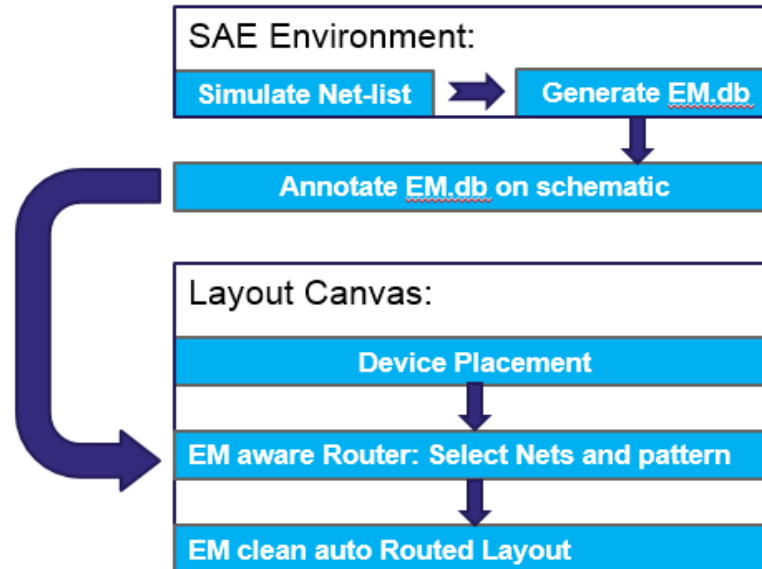 SAE Environment:
Simulate Net-list
Generate EM.db
Annotate EM.db on schematic
Layout Canvas:
Device Placement
EM aware Router: Select Nets and pattern
EM clean auto Routed Layout